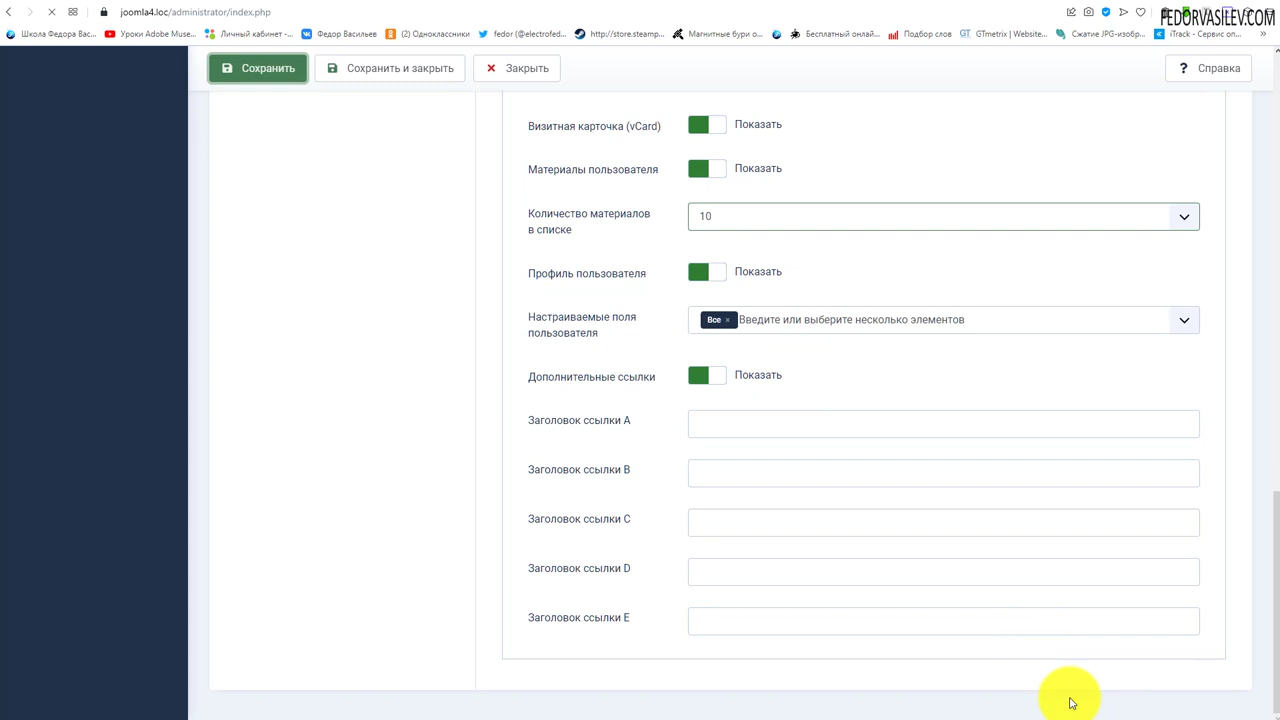 joomla4.loc/administrator/index.php
FEDORVASILEV.COM
Школа Федора Вас...
Уроки Adobe Muse...
Личный кабинет -...
Федор Васильев
(2) Одноклассники
fedor (@electrofed...
http://store.steamp...
Магнитные бури о...
Бесплатный онлай...
Подбор слов
GTmetrix | Website...
Сжатие JPG-изобр...
iTrack - Сервис оп...
Сохранить
Сохранить и закрыть
Закрыть
? Справка
Визитная карточка (vCard)
Показать
Материалы пользователя
Показать
Количество материалов
в списке
10
Профиль пользователя
Показать
Настраиваемые поля
пользователя
Все ×
Введите или выберите несколько элементов
Дополнительные ссылки
Показать
Заголовок ссылки A
Заголовок ссылки B
Заголовок ссылки C
Заголовок ссылки D
Заголовок ссылки E